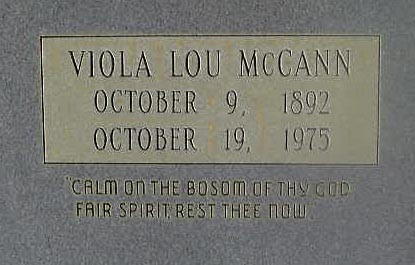 VIOLA LOU McCANN
OCTOBER 9, 1892
OCTOBER 19, 1975
"CALM ON THE BOSOM OF THY GOD
FAIR SPIRIT, REST THEE NOW"